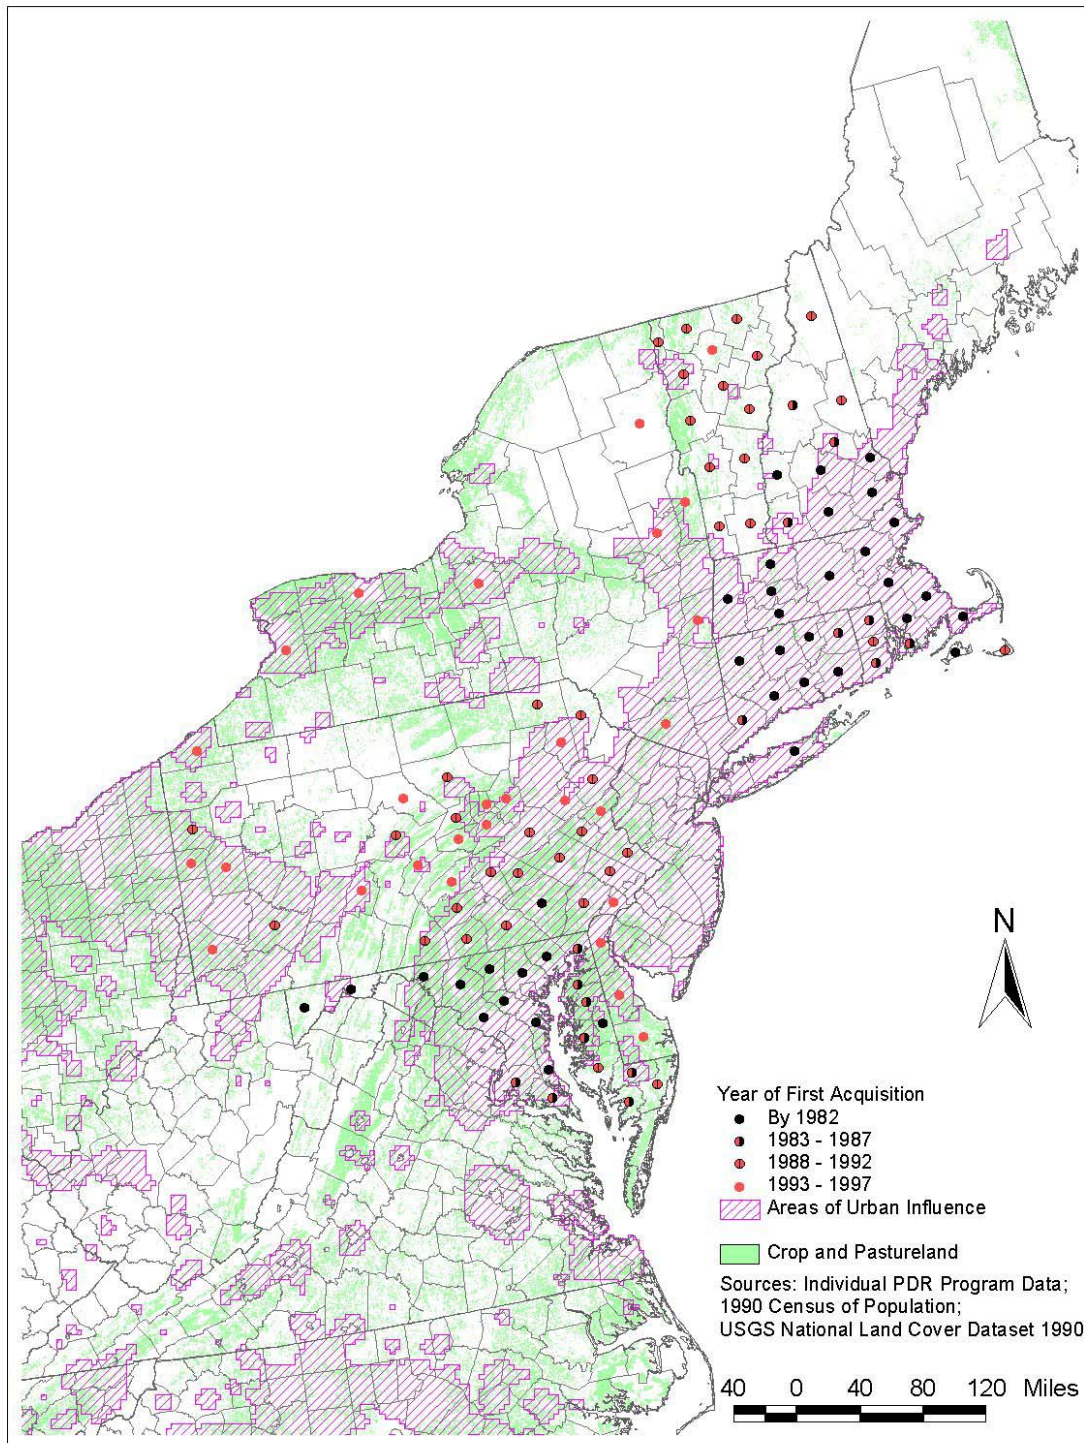 N
Year of First Acquisition
By 1982
1983 - 1987
1988 - 1992
1993 - 1997
Areas of Urban Influence
Crop and Pastureland
Sources: Individual PDR Program Data;
1990 Census of Population;
USGS National Land Cover Dataset 1990
40 0 40 80 120 Miles